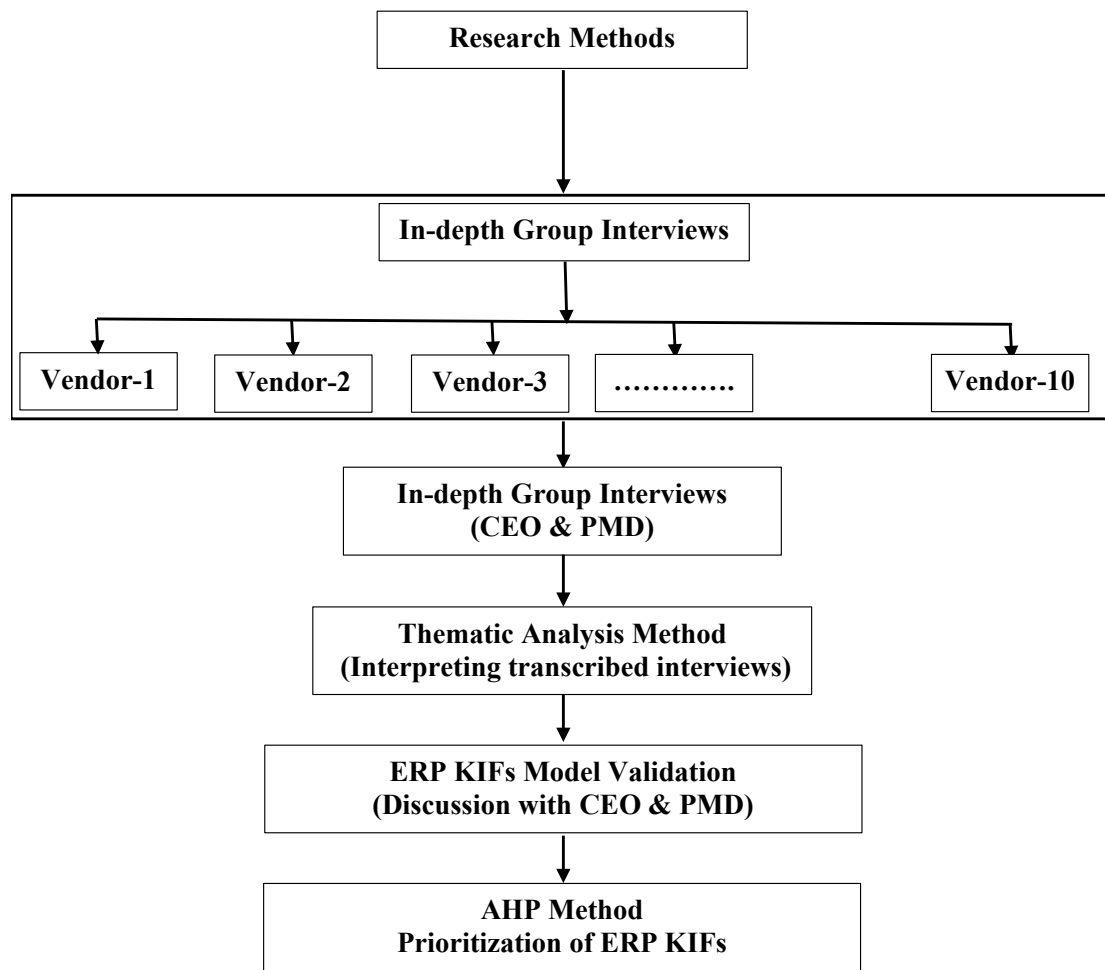 Research Methods
In-depth Group Interviews
Vendor-1
Vendor-2
Vendor-3
………….
Vendor-10
In-depth Group Interviews
(CEO & PMD)
Thematic Analysis Method
(Interpreting transcribed interviews)
ERP KIFs Model Validation
(Discussion with CEO & PMD)
AHP Method
Prioritization of ERP KIFs